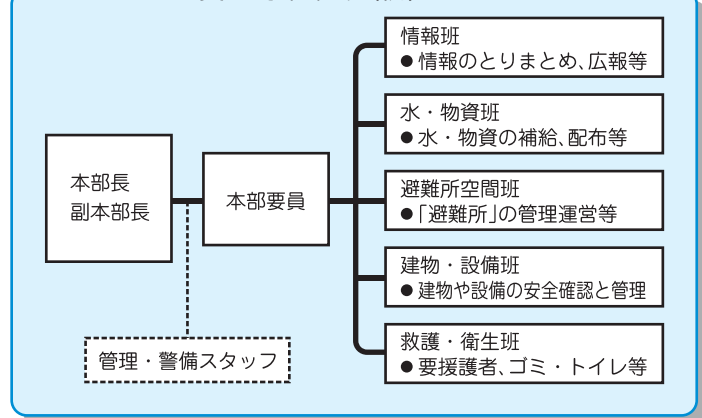 本部長
副本部長
本部要員
管理・警備スタッフ
情報班
●情報のとりまとめ、広報等
水・物資班
●水・物資の補給、配布等
避難所空間班
●「避難所」の管理運営等
建物・設備班
●建物や設備の安全確認と管理
救護・衛生班
●要援護者、ゴミ・トイレ等